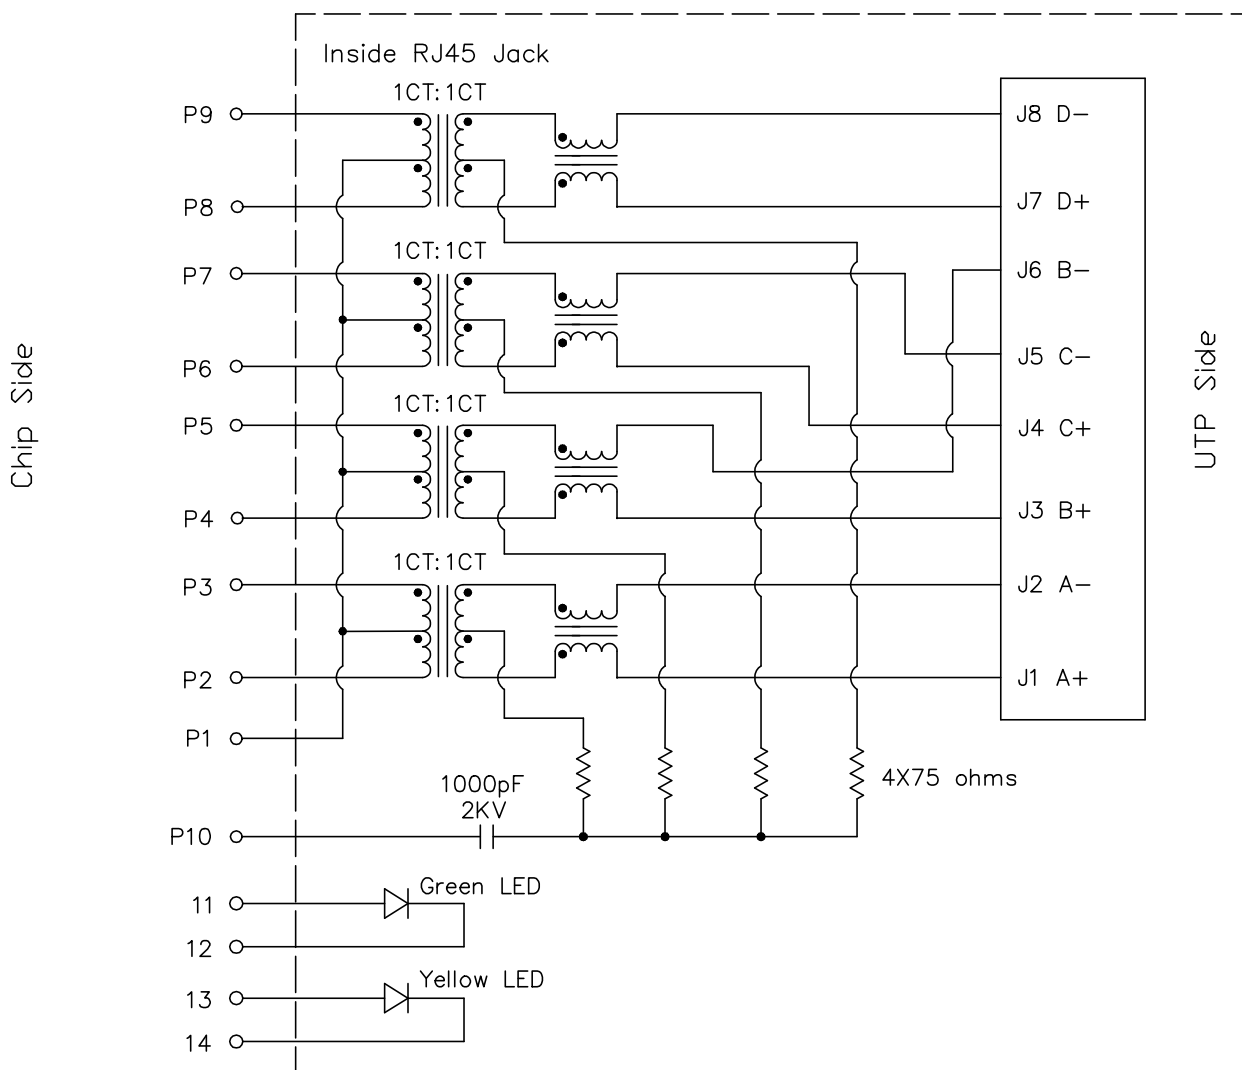 Inside RJ45 Jack
1CT:1CT
P9
J8 D-
P8
J7 D+
1CT:1CT
P7
J6 B-
P6
J5 C-
1CT:1CT
P5
J4 C+
P4
J3 B+
1CT:1CT
P3
J2 A-
P2
J1 A+
P1
Chip Side
UTP Side
1000pF
2KV
4X75 ohms
P10
Green LED
11
12
Yellow LED
13
14